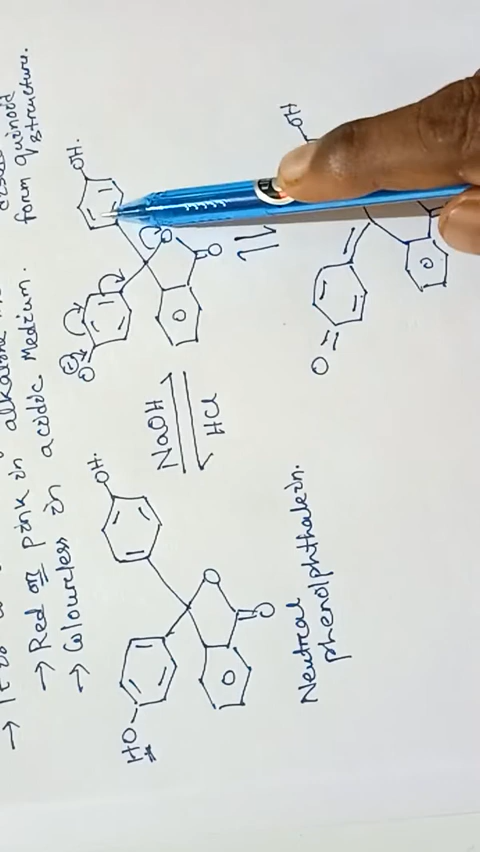 form quinoid
structure.
alkaline
→ Red or pink in
→ Colourless in acidic Medium.
HO
OH.
O
O
Neutral
phenolphthalein.
NaOH
HCl
O
OH.
O
O
⇌
O
OH